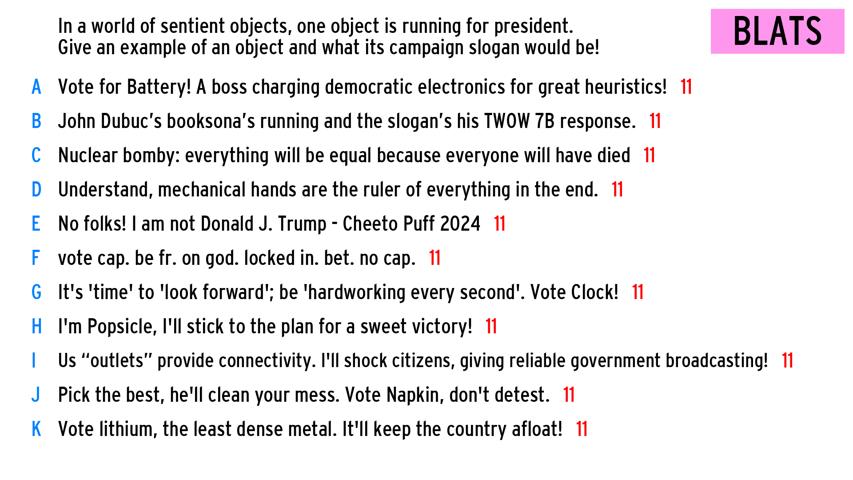 In a world of sentient objects, one object is running for president.
Give an example of an object and what its campaign slogan would be!
BLATS
A Vote for Battery! A boss charging democratic electronics for great heuristics! 11
B John Dubuc's booksona's running and the slogan's his TWOW 7B response. 11
C Nuclear bomby: everything will be equal because everyone will have died 11
D Understand, mechanical hands are the ruler of everything in the end. 11
E No folks! I am not Donald J. Trump - Cheeto Puff 2024 11
F vote cap. be fr. on god. locked in. bet. no cap. 11
G It's 'time' to 'look forward'; be 'hardworking every second'. Vote Clock! 11
H I'm Popsicle, I'll stick to the plan for a sweet victory! 11
I Us “outlets” provide connectivity. I'll shock citizens, giving reliable government broadcasting! 11
J Pick the best, he'll clean your mess. Vote Napkin, don't detest. 11
K Vote lithium, the least dense metal. It'll keep the country afloat! 11